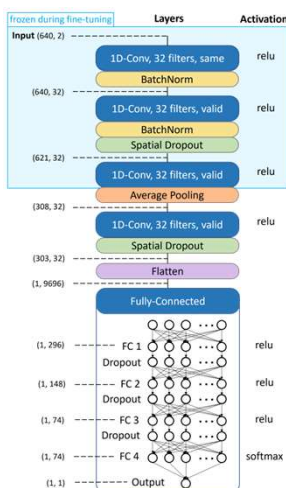 frozen during fine-tuning Layers Activation
Input (640, 2)
1D-Conv, 32 filters, same relu
BatchNorm
(640, 32)
1D-Conv, 32 filters, valid relu
BatchNorm
Spatial Dropout
(621, 32)
1D-Conv, 32 filters, valid relu
Average Pooling
(308, 32)
1D-Conv, 32 filters, valid relu
Spatial Dropout
(303, 32)
Flatten
(1, 9696)
Fully-Connected
(1, 296) FC 1 relu
Dropout
(1, 148) FC 2 relu
Dropout
(1, 74) FC 3 relu
Dropout
(1, 74) FC 4 softmax
(1, 1) Output